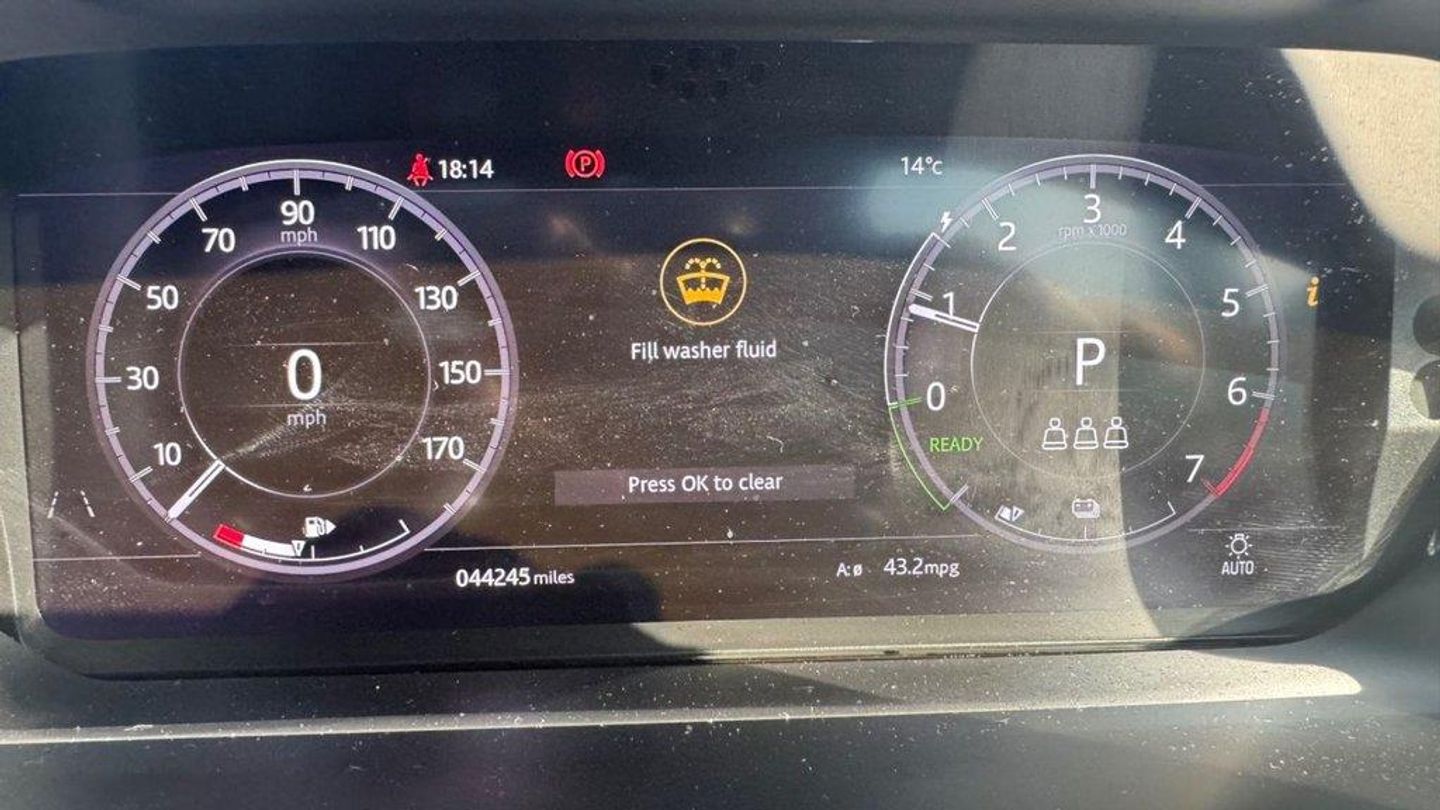 18:14
P
14°c
90
mph
70
110
50
130
30
150
10
170
0
mph
Fill washer fluid
Press OK to clear
3
rpm x 1000
2
4
1
5
0
6
7
P
READY
i
044245 miles
A:ø 43.2mpg
AUTO